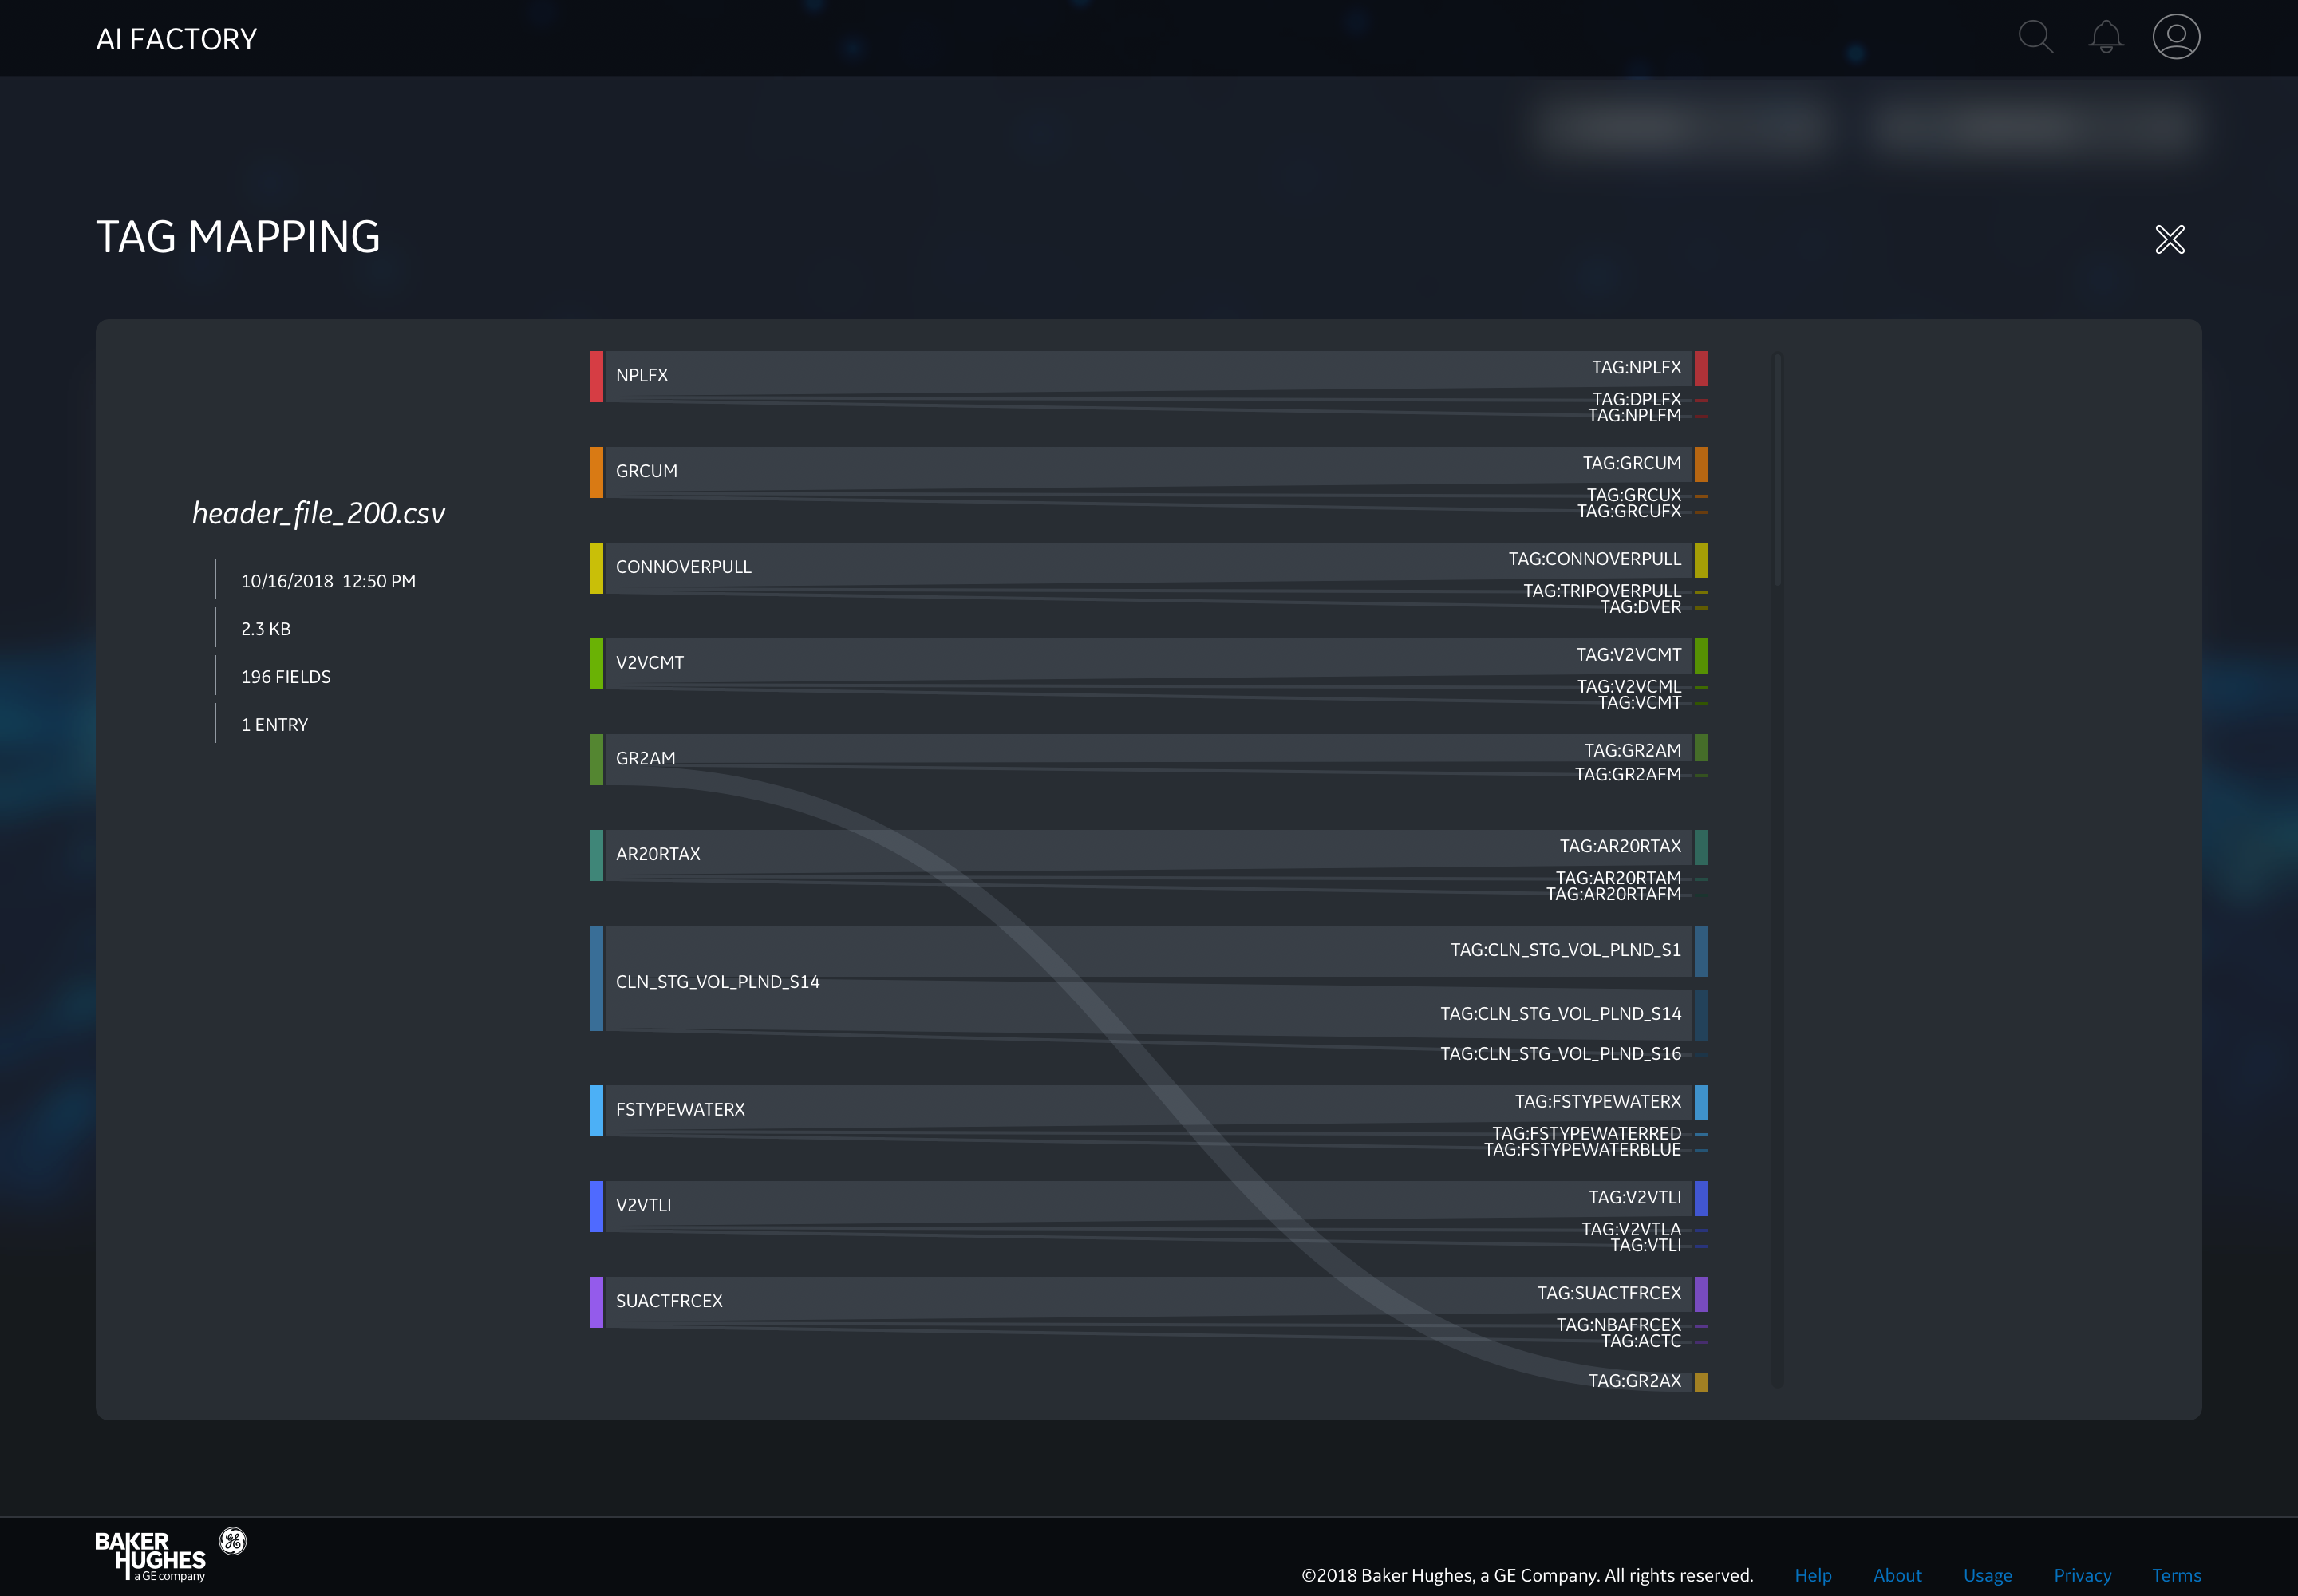 AI FACTORY
TAG MAPPING
header_file_200.csv
10/16/2018 12:50 PM
2.3 KB
196 FIELDS
1 ENTRY
NPLFX
TAG:NPLFX
TAG:DPLFX
TAG:NPLFM
GRCUM
TAG:GRCUM
TAG:GRCUX
TAG:GRCUFX
CONNOVERPULL
TAG:CONNOVERPULL
TAG:TRIPOVERPULL
TAG:DVER
V2VCMT
TAG:V2VCMT
TAG:V2VCML
TAG:VCMT
GR2AM
TAG:GR2AM
TAG:GR2AFM
AR20RTAX
TAG:AR20RTAX
TAG:AR20RTAM
TAG:AR20RTAFM
CLN_STG_VOL_PLND_S14
TAG:CLN_STG_VOL_PLND_S1
TAG:CLN_STG_VOL_PLND_S14
TAG:CLN_STG_VOL_PLND_S16
FSTYPEWATERX
TAG:FSTYPEWATERX
TAG:FSTYPEWATERRED
TAG:FSTYPEWATERBLUE
V2VTLI
TAG:V2VTLI
TAG:V2VTLA
TAG:VTLI
SUACTFRCEX
TAG:SUACTFRCEX
TAG:NBAFRCEX
TAG:ACTC
TAG:GR2AX
BAKER
HUGHES
a GE company
GE
©2018 Baker Hughes, a GE Company. All rights reserved. Help About Usage Privacy Terms